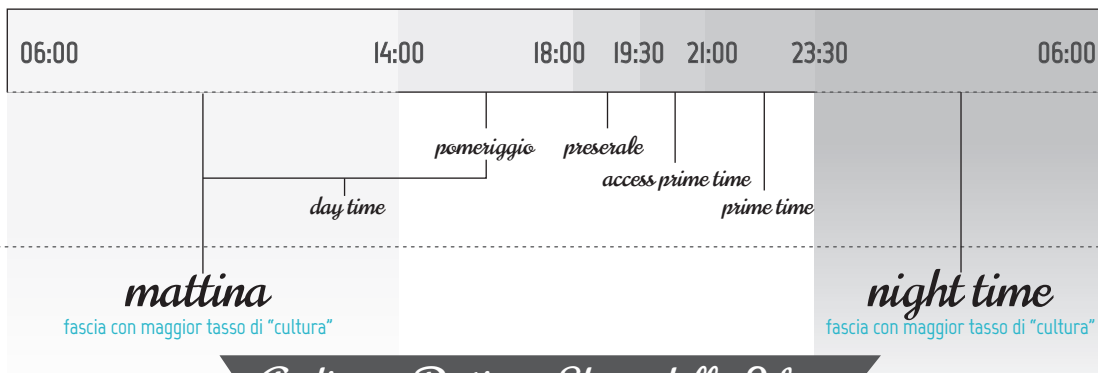 06:00 14:00 18:00 19:30 21:00 23:30 06:00
pomeriggio preserale
access prime time
day time prime time
mattina night time
fascia con maggior tasso di “cultura” fascia con maggior tasso di “cultura”